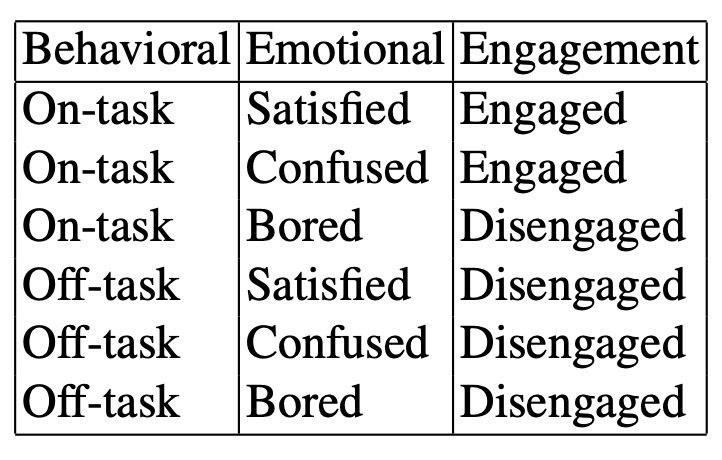 Behavioral Emotional Engagement
On-task Satisfied Engaged
On-task Confused Engaged
On-task Bored Disengaged
Off-task Satisfied Disengaged
Off-task Confused Disengaged
Off-task Bored Disengaged